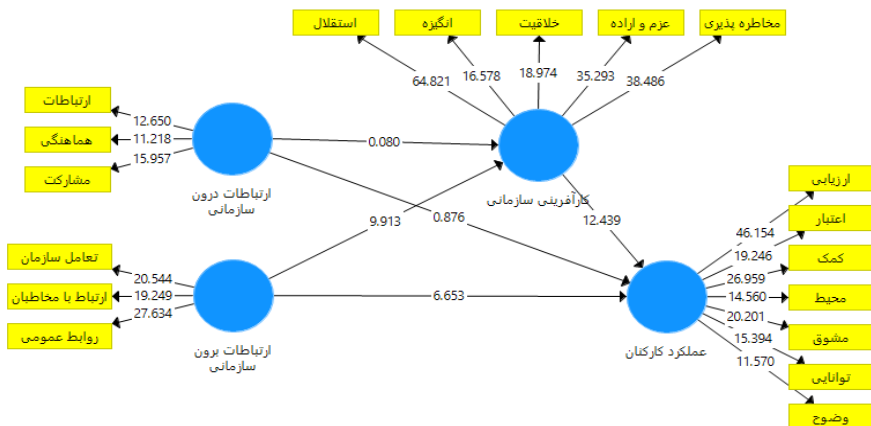 استقلال
انگیزه
خلاقیت
عزم و اراده
مخاطره پذیری
64.821
16.578
18.974
35.293
38.486
ارتباطات
هماهنگی
مشارکت
12.650
11.218
15.957
ارتباطات درون
سازمانی
0.080
کارآفرینی سازمانی
9.913
0.876
12.439
تعامل سازمان
ارتباط با مخاطبان
روابط عمومی
20.544
19.249
27.634
ارتباطات برون
سازمانی
6.653
عملکرد کارکنان
46.154
19.246
26.959
14.560
20.201
15.394
11.570
ارزیابی
اعتبار
کمک
محیط
مشوق
توانایی
وضوح